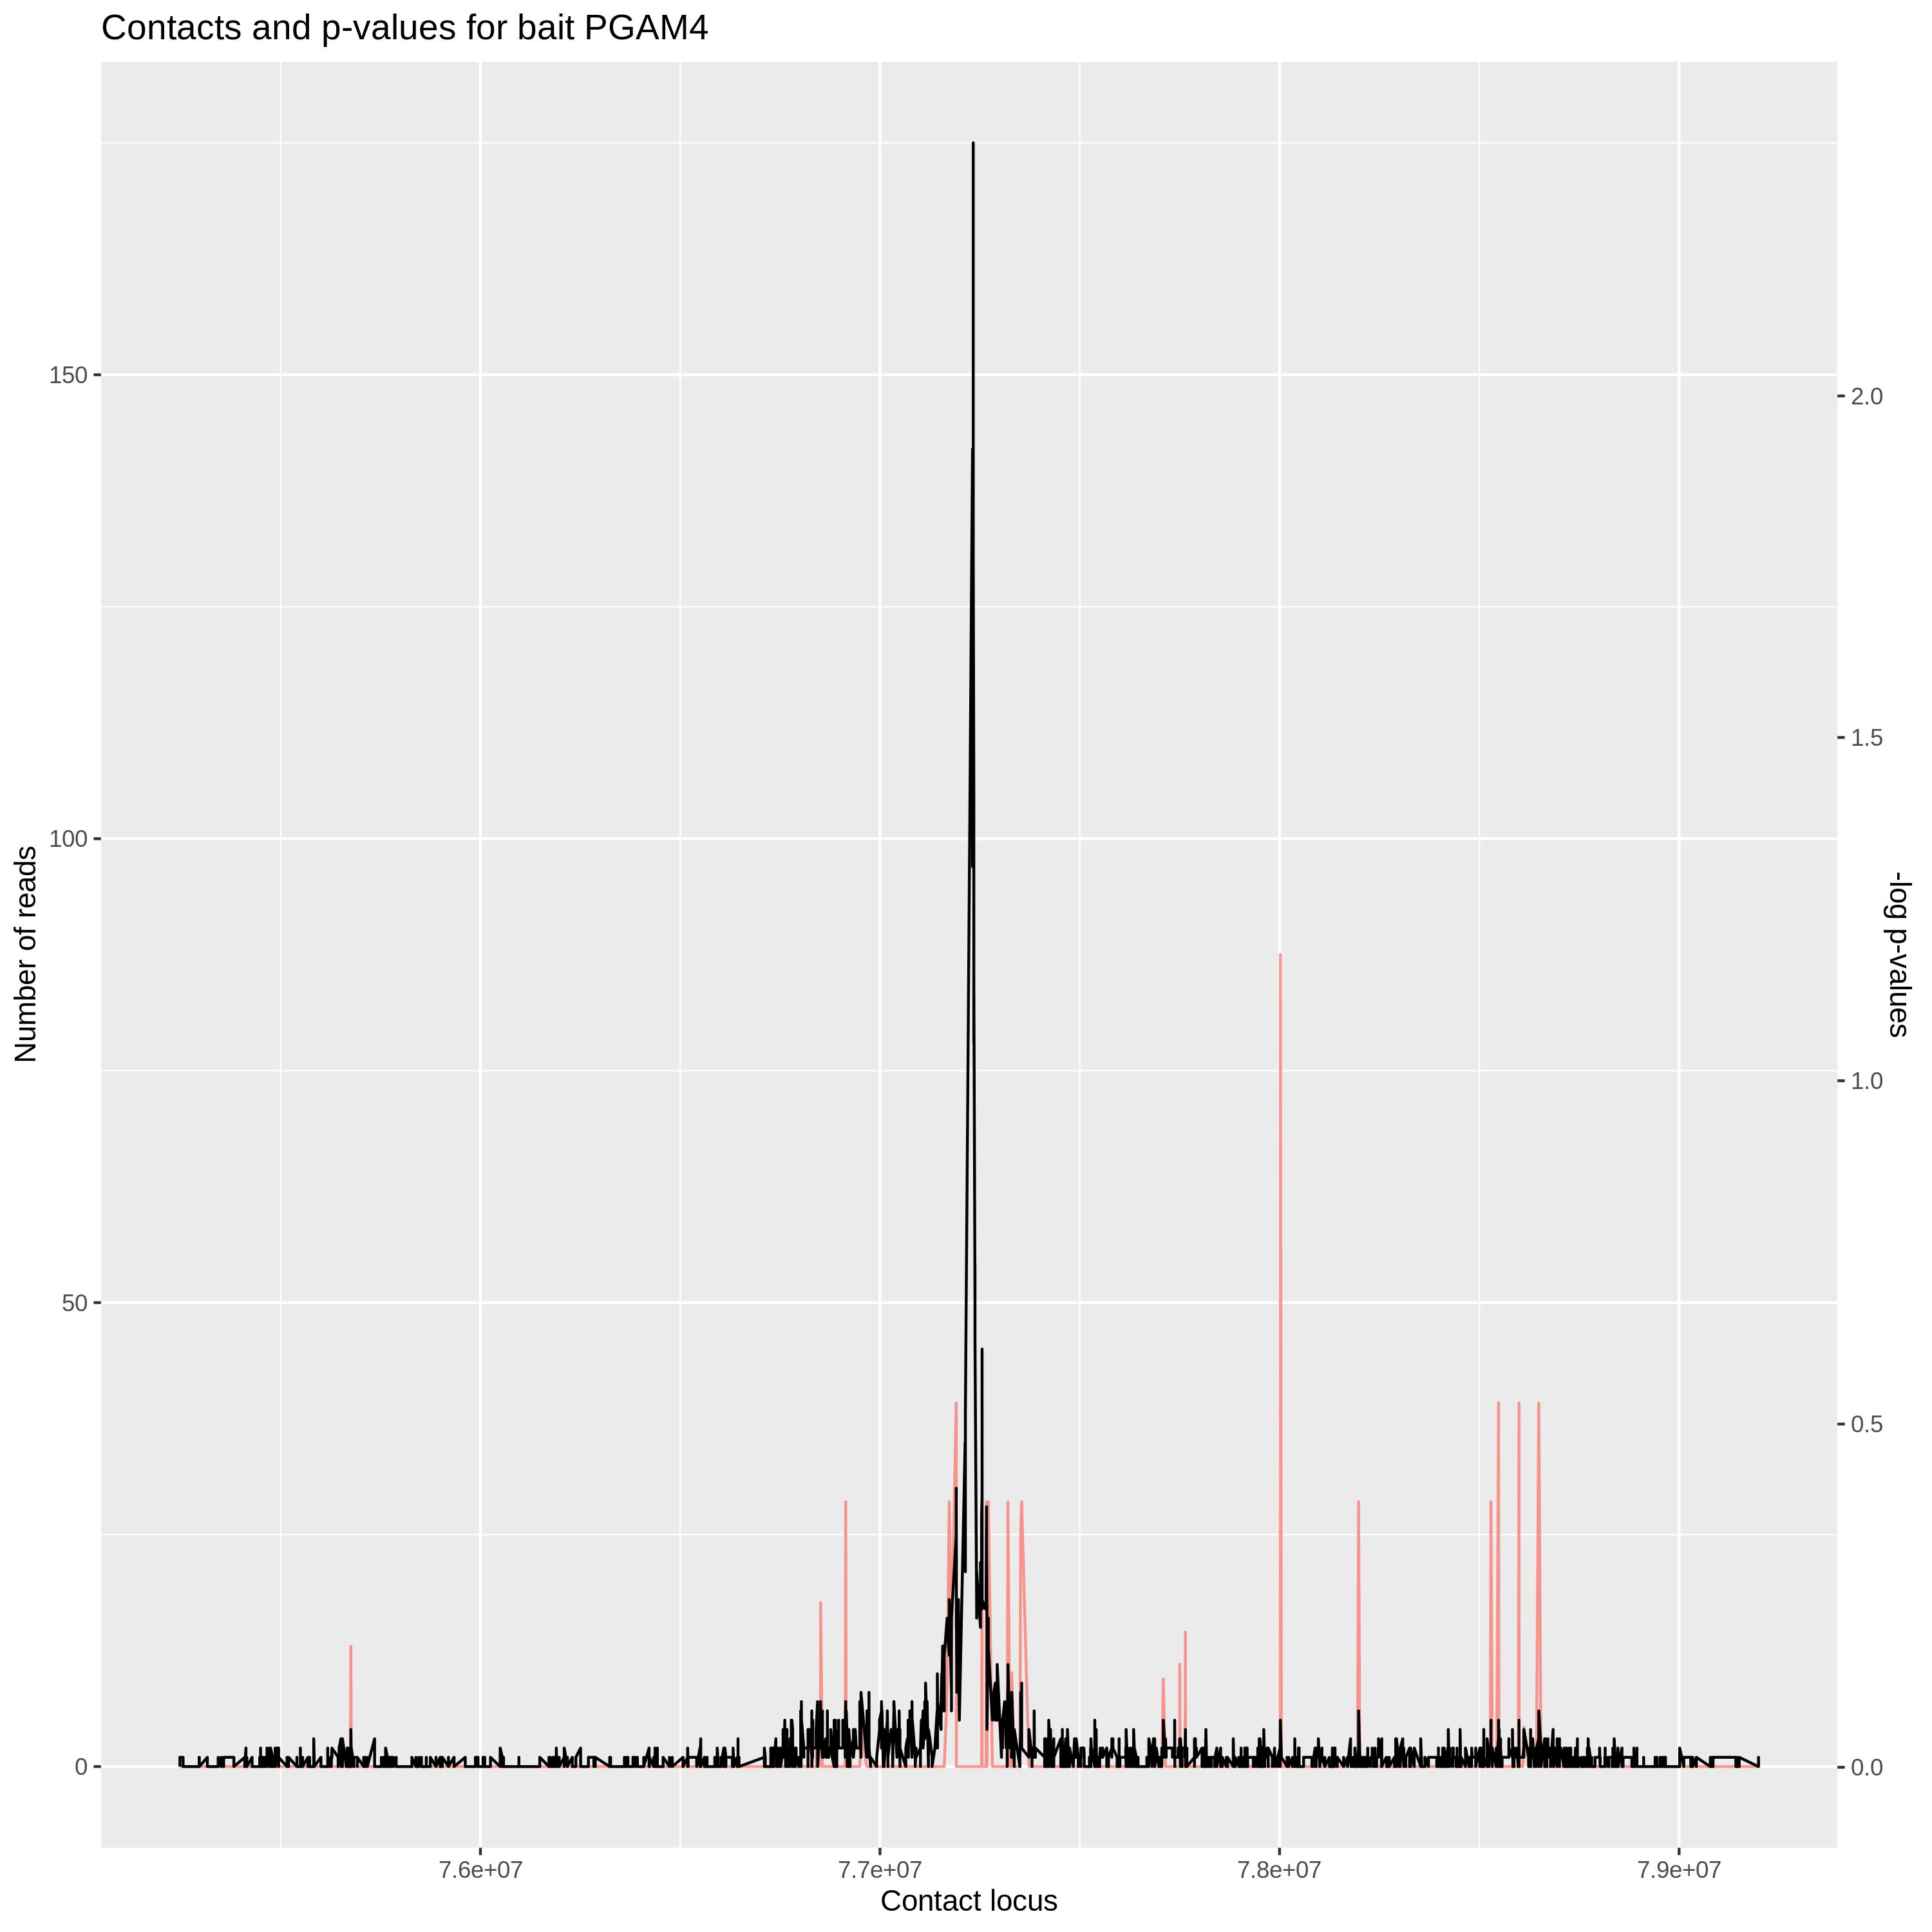 Contacts and p-values for bait PGAM4
Number of reads
150
100
50
0
2.0
1.5
1.0
0.5
0.0
-log p-values
7.6e+07 7.7e+07 7.8e+07 7.9e+07
Contact locus